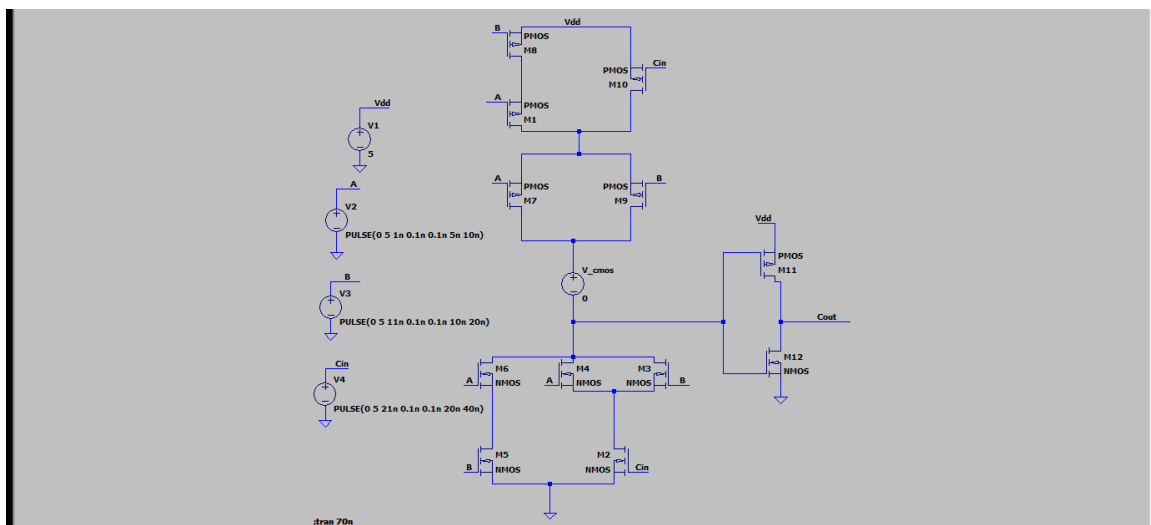 Vdd
B
PMOS
M8
Cin
PMOS
M10
A
PMOS
M1
Vdd
V1
5
A
PMOS
M7
B
PMOS
M9
A
V2
PULSE(0 5 1n 0.1n 0.1n 5n 10n)
Vdd
PMOS
M11
V_cmos
0
B
V3
PULSE(0 5 11n 0.1n 0.1n 10n 20n)
Cout
Cin
V4
PULSE(0 5 21n 0.1n 0.1n 20n 40n)
M6
A
NMOS
M4
A
NMOS
M3
NMOS
B
M12
NMOS
M5
B
NMOS
M2
NMOS
Cin
;tran 70n